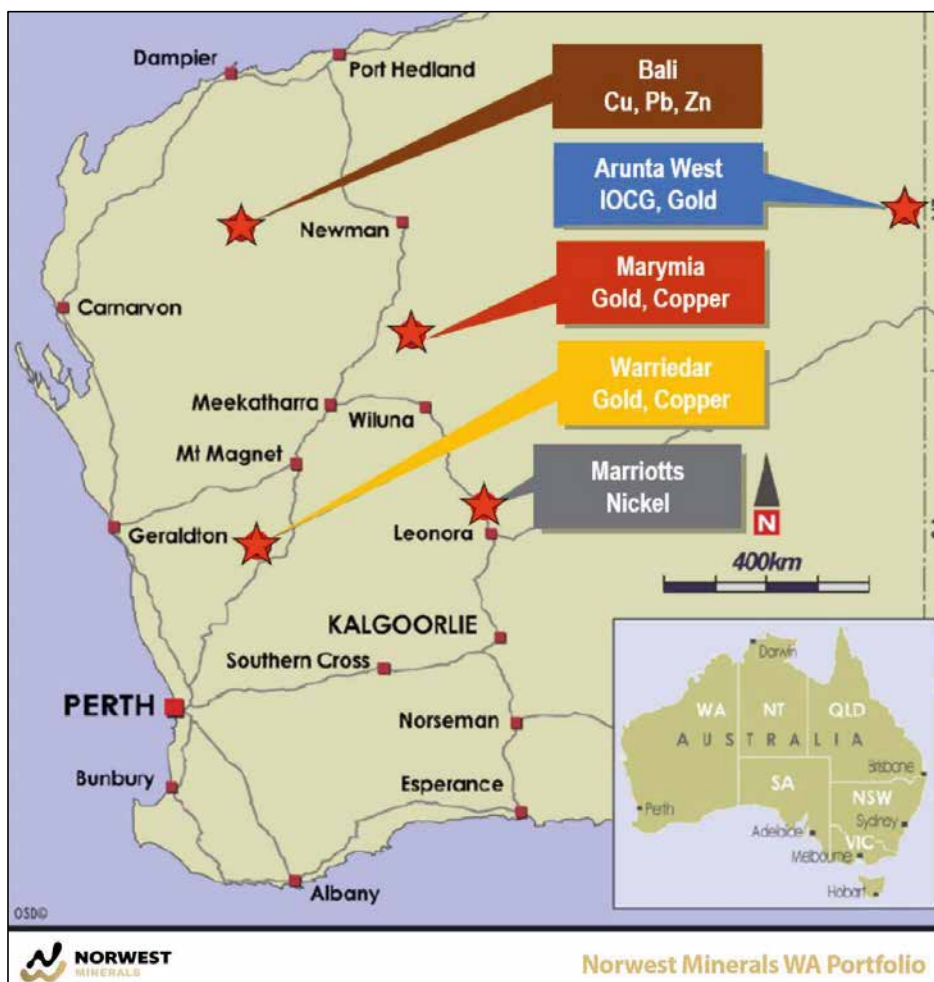 Dampier
Port Hedland
Bali
Cu, Pb, Zn
Arunta West
IOCG, Gold
Newman
Marymia
Gold, Copper
Carnarvon
Warriedar
Gold, Copper
Meekatharra
Wiluna
Mt Magnet
Marriotts
Nickel
N
Geraldton
Leonora
400km
KALGOORLIE
Southern Cross
PERTH
Norseman
Bunbury
Esperance
Albany
Darwin
WA
NT
QLD
AUSTRALIA
Brisbane
SA
NSW
Perth
Sydney
Adelaide
VIC
Melbourne
Hobart
OSD©
NORWEST
MINERALS
Norwest Minerals WA Portfolio